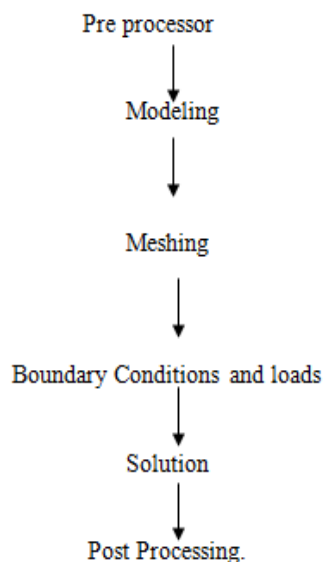 Pre processor
Modeling
Meshing
Boundary Conditions and loads
Solution
Post Processing.